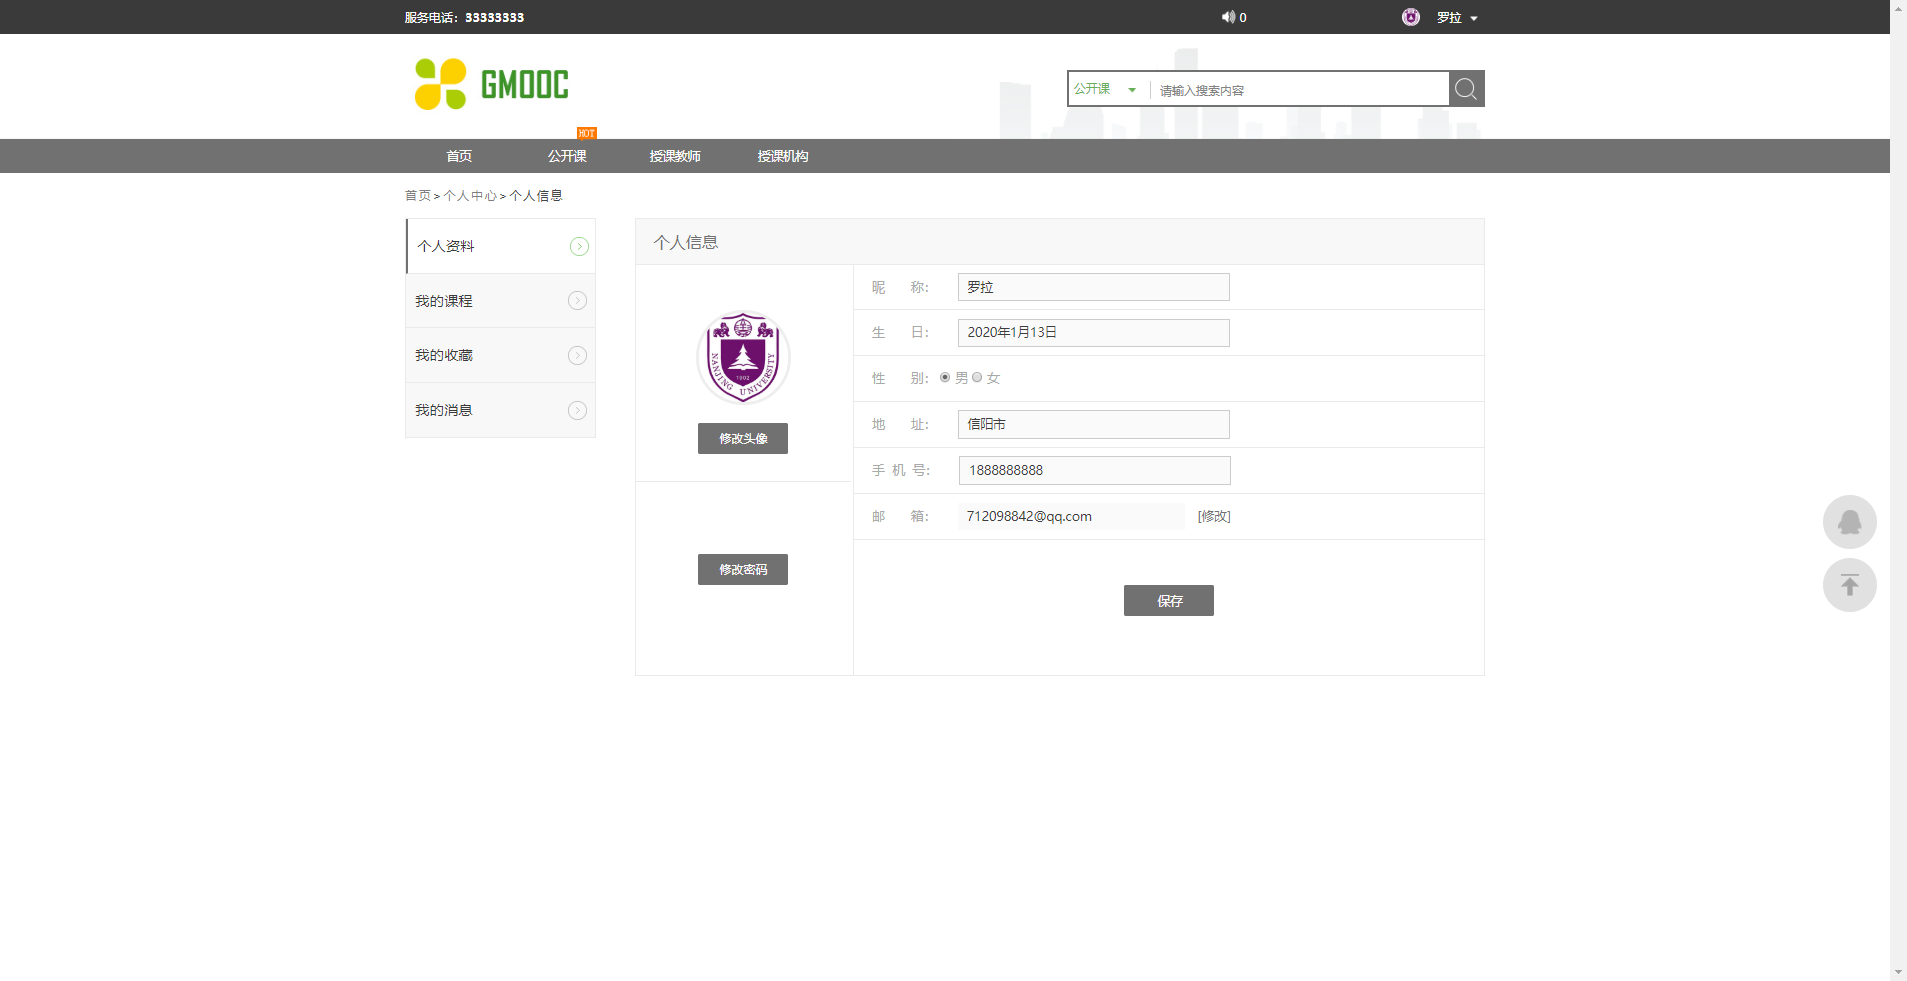 服务电话：33333333
0
罗拉
GMOOC
公开课 请输入搜索内容
HOT
首页 公开课 授课教师 授课机构
首页>个人中心>个人信息
个人资料
我的课程
我的收藏
我的消息
个人信息
NANJING UNIVERSITY
1902
修改头像
修改密码
昵 称: 罗拉
生 日: 2020年1月13日
性 别: 男 女
地 址: 信阳市
手 机 号: 1888888888
邮 箱: 712098842@qq.com [修改]
保存